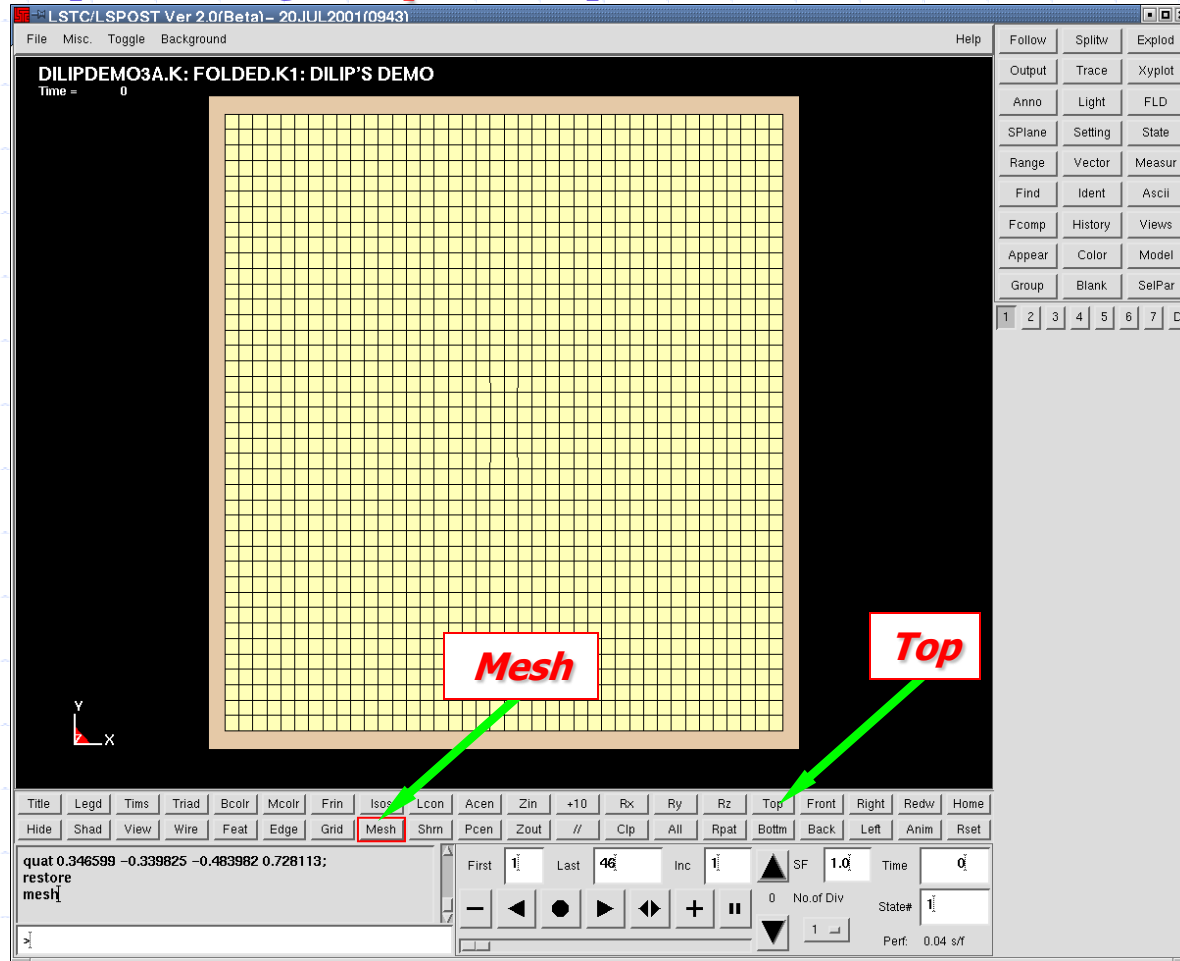 LSTC/LSPOST Ver 2.0(Beta)– 20JUL2001(0943)
File Misc. Toggle Background Help
DILIPDEMO3A.K: FOLDED.K1: DILIP'S DEMO
Time = 0
Follow Splitw Explod
Output Trace Xyplot
Anno Light FLD
SPlane Setting State
Range Vector Measur
Find Ident Ascii
Fcomp History Views
Appear Color Model
Group Blank SelPar
1 2 3 4 5 6 7 D
Mesh
Top
Y
Z
X
Title Legd Tims Triad Bcolr Mcolr Frin Isos Lcon Acen Zin +10 Rx Ry Rz Top Front Right Redw Home
Hide Shad View Wire Feat Edge Grid Mesh Shrn Pcen Zout // Clp All Rpat Bottm Back Left Anim Rset
quat 0.346599 –0.339825 –0.483982 0.728113;
restore
mesh
>
First 1 Last 46 Inc 1 SF 1.0 Time 0
0 No.of Div State# 1
1
Perf: 0.04 s/f